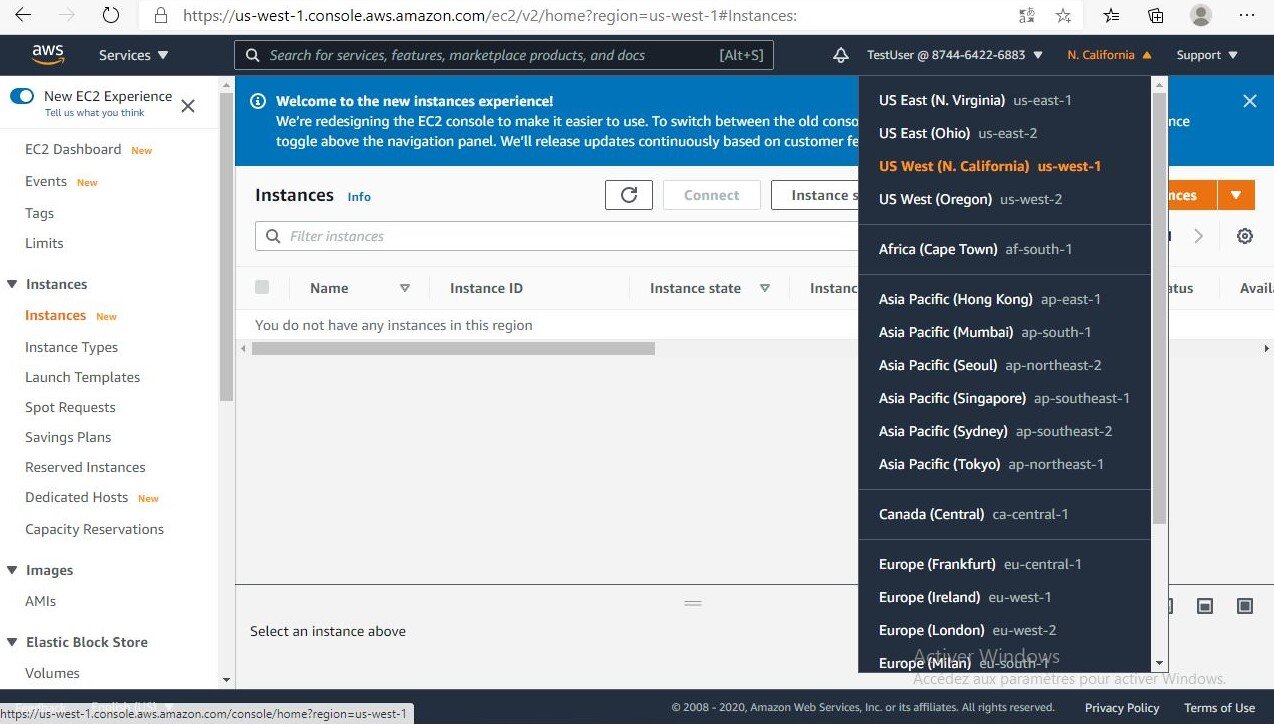 https://us-west-1.console.aws.amazon.com/ec2/v2/home?region=us-west-1#Instances:
aws
Services
Search for services, features, marketplace products, and docs
[Alt+S]
TestUser @ 8744-6422-6883
N. California
Support
New EC2 Experience
Tell us what you think
EC2 Dashboard New
Events New
Tags
Limits
Instances
Instances New
Instance Types
Launch Templates
Spot Requests
Savings Plans
Reserved Instances
Dedicated Hosts New
Capacity Reservations
Images
AMIs
Elastic Block Store
Volumes
Welcome to the new instances experience!
We're redesigning the EC2 console to make it easier to use. To switch between the old conso
nce
toggle above the navigation panel. We'll release updates continuously based on customer fe
Instances Info
Connect
Instance s
nces
Filter instances
Name
Instance ID
Instance state
Instanc
atus
Avail
You do not have any instances in this region
Select an instance above
US East (N. Virginia) us-east-1
US East (Ohio) us-east-2
US West (N. California) us-west-1
US West (Oregon) us-west-2
Africa (Cape Town) af-south-1
Asia Pacific (Hong Kong) ap-east-1
Asia Pacific (Mumbai) ap-south-1
Asia Pacific (Seoul) ap-northeast-2
Asia Pacific (Singapore) ap-southeast-1
Asia Pacific (Sydney) ap-southeast-2
Asia Pacific (Tokyo) ap-northeast-1
Canada (Central) ca-central-1
Europe (Frankfurt) eu-central-1
Europe (Ireland) eu-west-1
Europe (London) eu-west-2
Europe (Milan) eu-south-1
Activer Windows
Accédez aux paramètres pour activer Windows.
https://us-west-1.console.aws.amazon.com/console/home?region=us-west-1
© 2008 - 2020, Amazon Web Services, Inc. or its affiliates. All rights reserved.
Privacy Policy
Terms of Use